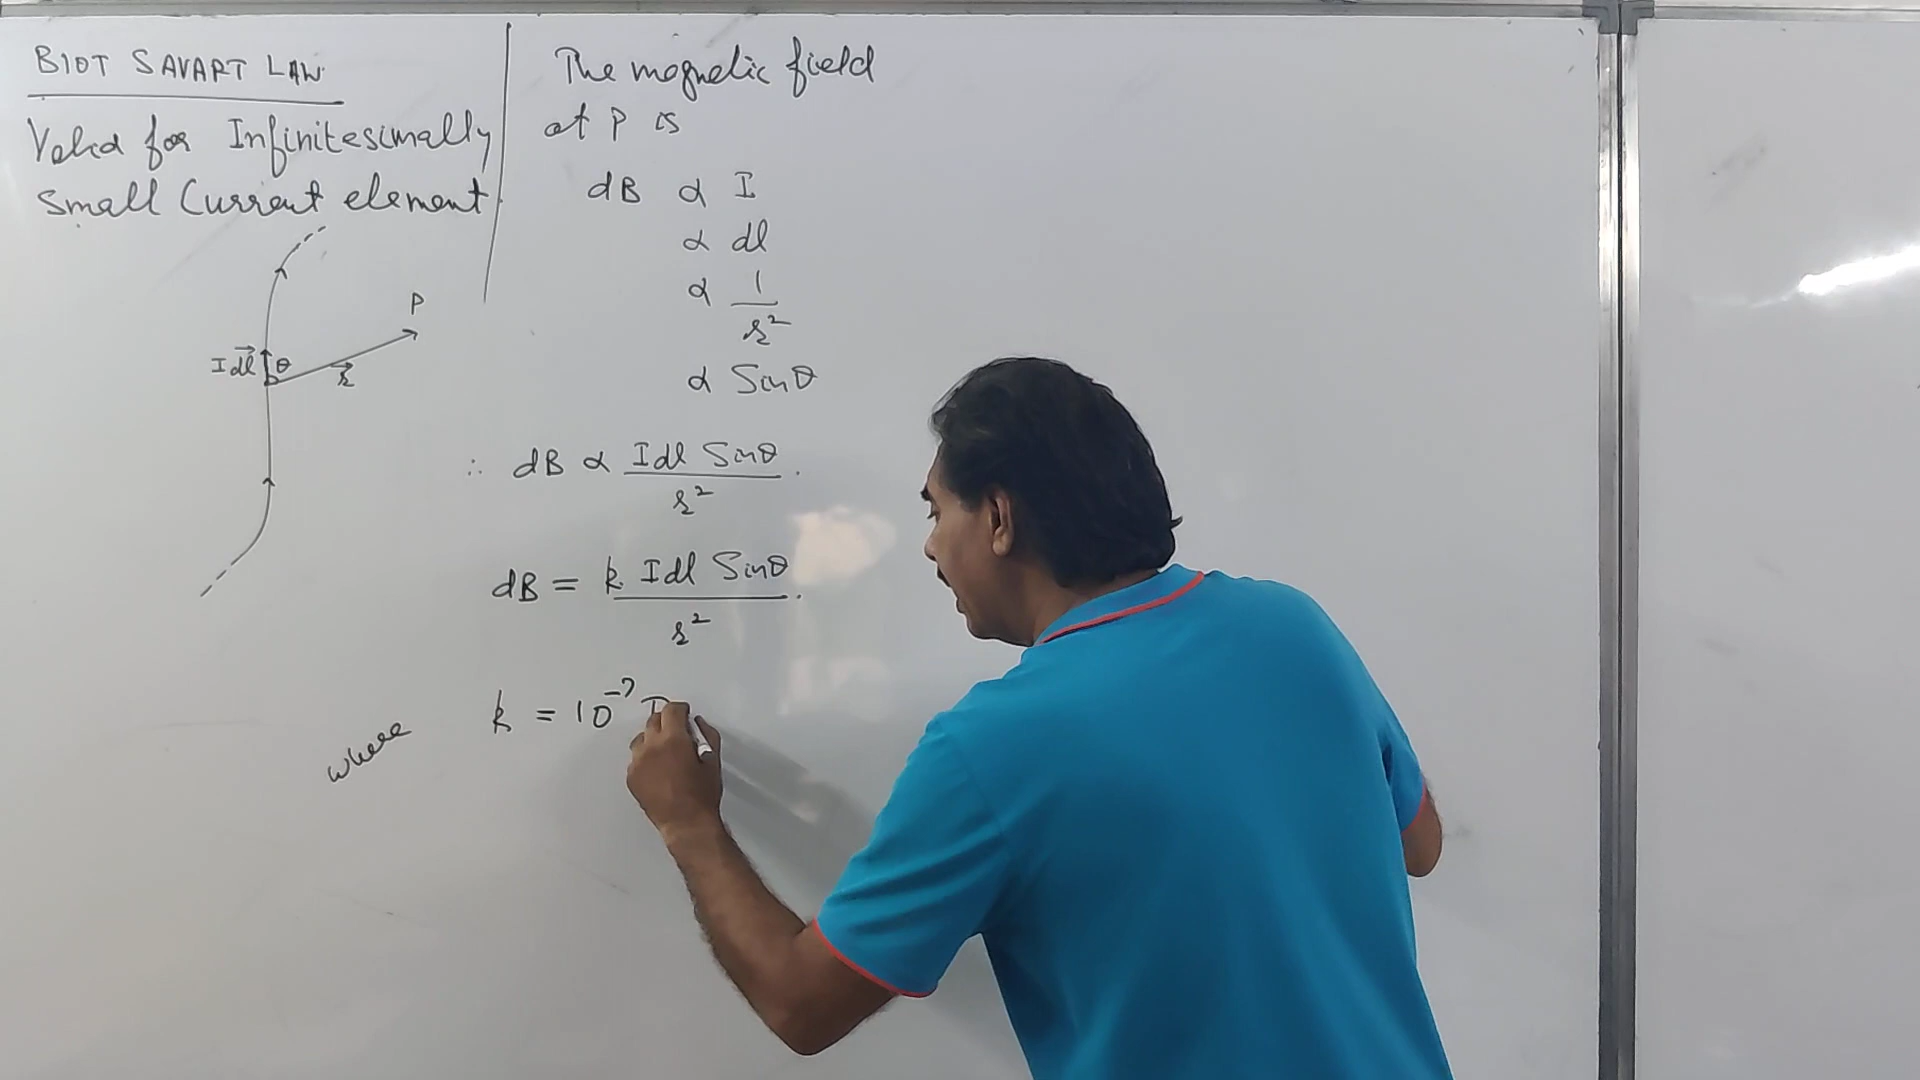 BIOT SAVART LAW
Valid for Infinitesimally
Small Current element.
I dl θ
r
P
The magnetic field
at P is
dB α I
α dl
α 1/r²
α Sinθ
∴ dB α Idl Sinθ / r² .
dB = k. Idl Sinθ / r² .
where k = 10⁻⁷